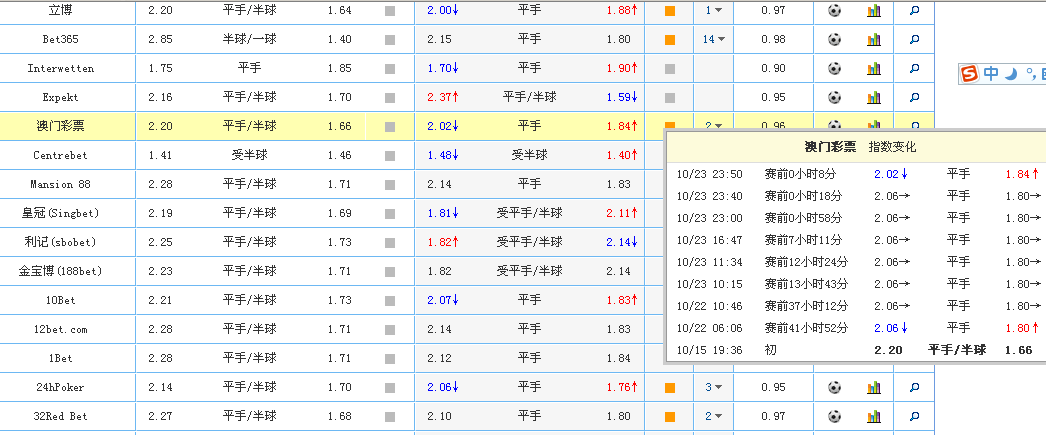 立博 2.20 平手/半球 1.64 2.00↓ 平手 1.88↑ 1 0.97
Bet365 2.85 半球/一球 1.40 2.15 平手 1.80 14 0.98
Interwetten 1.75 平手 1.85 1.70↓ 平手 1.90↑ 0.90
Expekt 2.16 平手/半球 1.70 2.37↑ 平手/半球 1.59↓ 0.95
澳门彩票 2.20 平手/半球 1.66 2.02↓ 平手 1.84↑ 2 0.96
Centrebet 1.41 受半球 1.46 1.48↓ 受半球 1.40↑
Mansion 88 2.28 平手/半球 1.71 2.14 平手 1.83
皇冠(Singbet) 2.19 平手/半球 1.69 1.81↓ 受平手/半球 2.11↑
利记(sbobet) 2.25 平手/半球 1.73 1.82↑ 受平手/半球 2.14↓
金宝博(188bet) 2.23 平手/半球 1.71 1.82 受平手/半球 2.14
10Bet 2.21 平手/半球 1.73 2.07↓ 平手 1.83↑
12bet.com 2.28 平手/半球 1.71 2.14 平手 1.83
1Bet 2.28 平手/半球 1.71 2.12 平手 1.84
24hPoker 2.14 平手/半球 1.70 2.06↓ 平手 1.76↑ 3 0.95
32Red Bet 2.27 平手/半球 1.68 2.10 平手 1.80 2 0.97
S 中
澳门彩票 指数变化
10/23 23:50 赛前0小时8分 2.02↓ 平手 1.84↑
10/23 23:40 赛前0小时18分 2.06→ 平手 1.80→
10/23 23:00 赛前0小时58分 2.06→ 平手 1.80→
10/23 16:47 赛前7小时11分 2.06→ 平手 1.80→
10/23 11:34 赛前12小时24分 2.06→ 平手 1.80→
10/23 10:15 赛前13小时43分 2.06→ 平手 1.80→
10/22 10:46 赛前37小时12分 2.06→ 平手 1.80→
10/22 06:06 赛前41小时52分 2.06↓ 平手 1.80↑
10/15 19:36 初 2.20 平手/半球 1.66